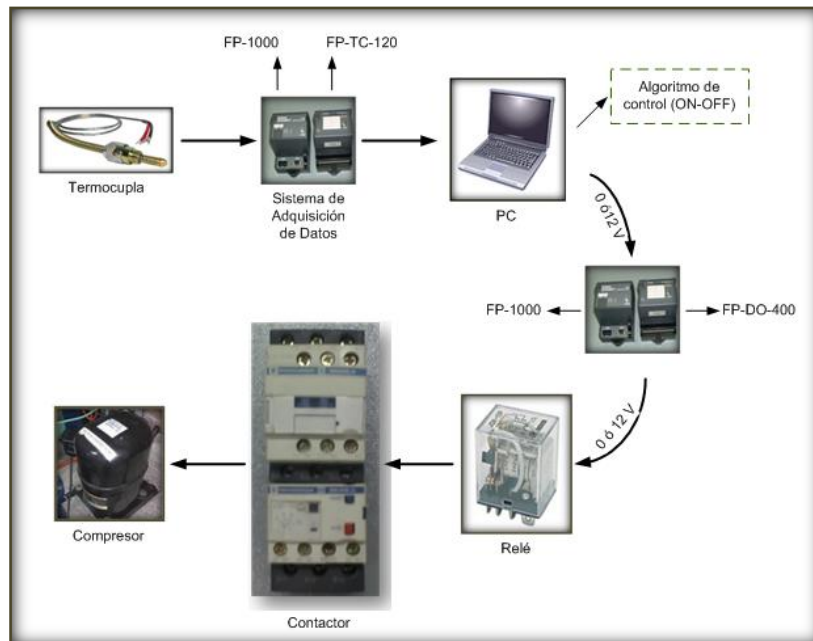 FP-1000
FP-TC-120
Termocupla
Sistema de
Adquisición
de Datos
PC
Algoritmo de
control (ON-OFF)
0 ó12 V
FP-1000
FP-DO-400
0 ó 12 V
Compresor
Contactor
Relé